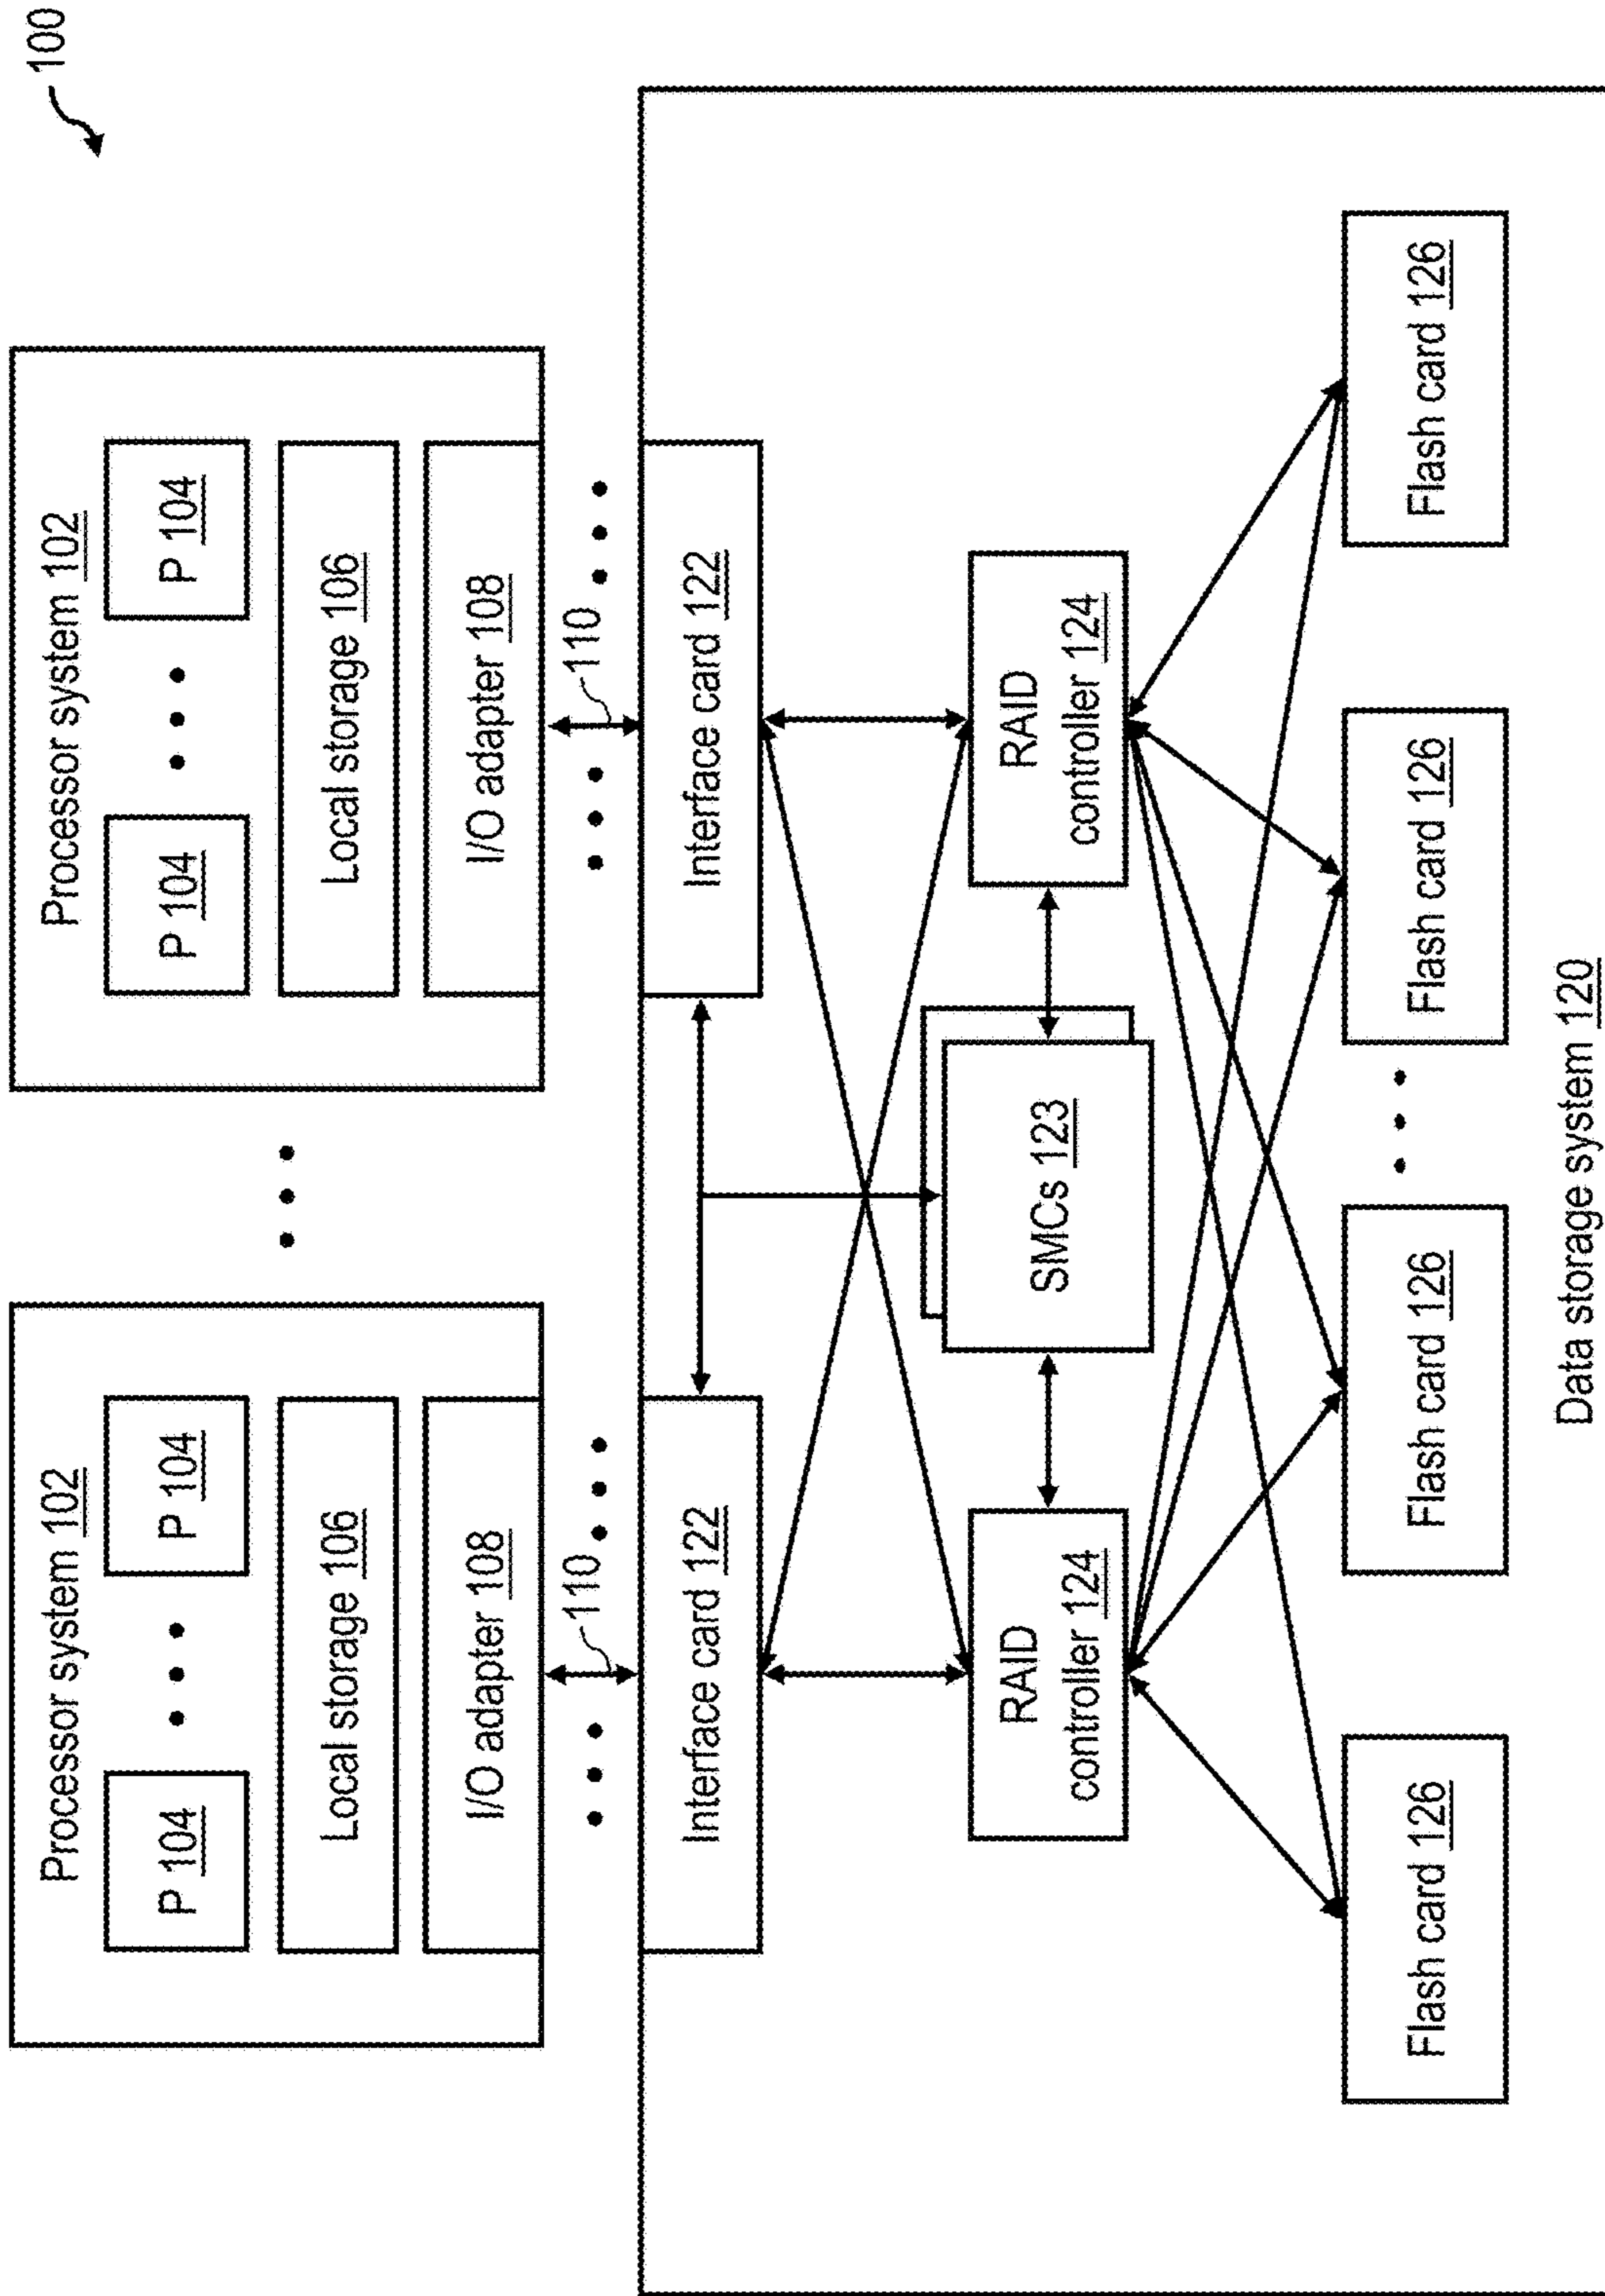 100
Processor system 102
P 104
P 104
Local storage 106
I/O adapter 108
110
Processor system 102
P 104
P 104
Local storage 106
I/O adapter 108
110
Interface card 122
Interface card 122
RAID
controller 124
SMCs 123
RAID
controller 124
Flash card 126
Flash card 126
Flash card 126
Flash card 126
Data storage system 120